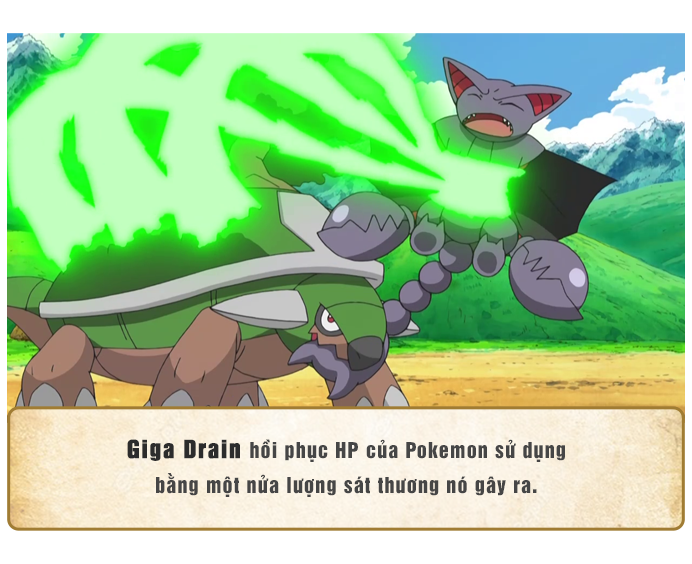 Giga Drain hồi phục HP của Pokemon sử dụng
bằng một nửa lượng sát thương nó gây ra.